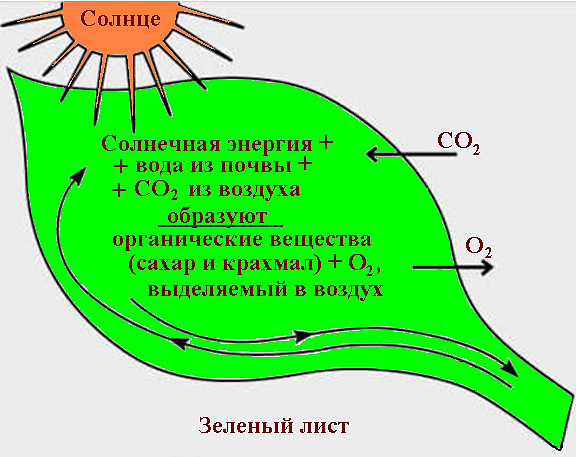 Солнце
Солнечная энергия +
+ вода из почвы +
+ CO₂ из воздуха
образуют
органические вещества
(сахар и крахмал) + O₂,
выделяемый в воздух
CO₂
O₂
Зеленый лист